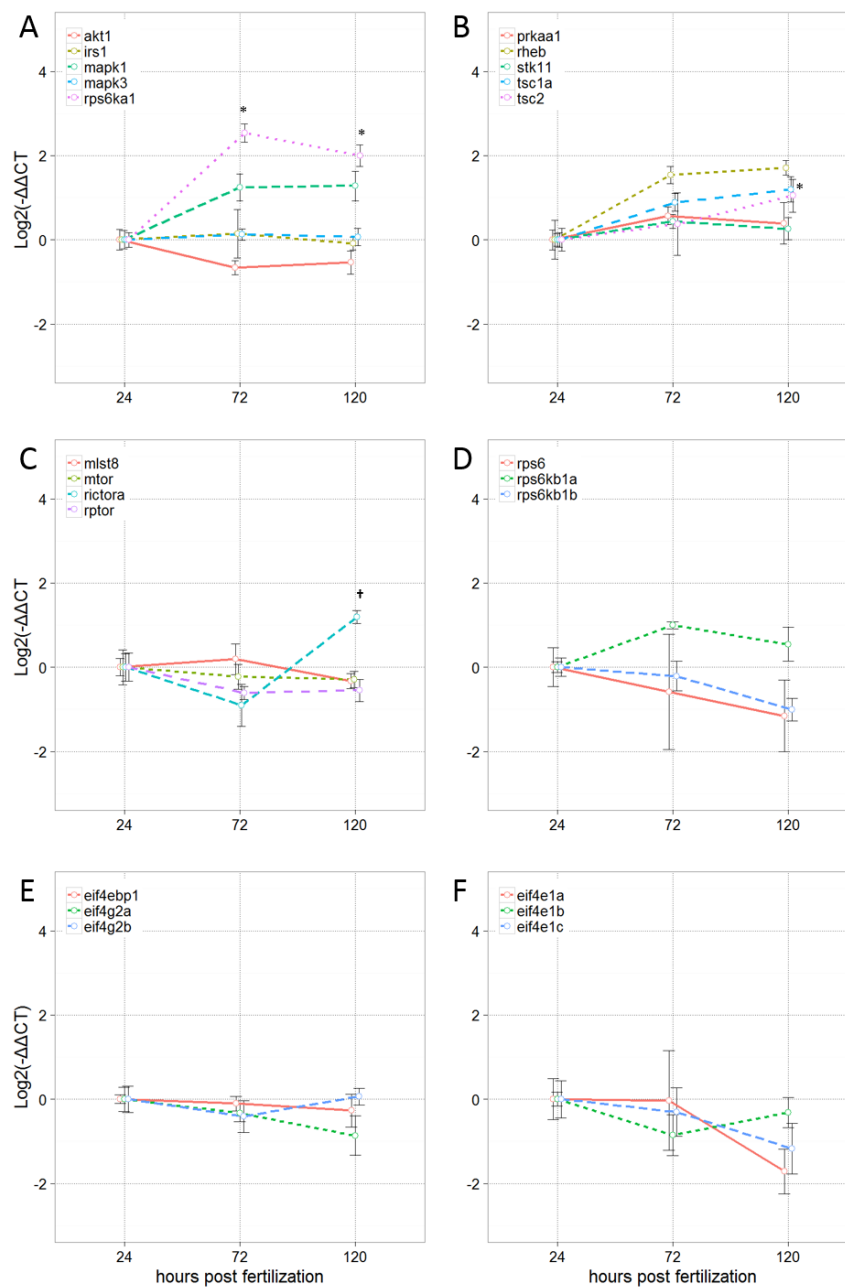 A
akt1
irs1
mapk1
mapk3
rps6ka1
*
*
4
2
0
-2
Log2(-ΔΔCT
24
72
120
B
prkaa1
rheb
stk11
tsc1a
tsc2
*
4
2
0
-2
24
72
120
C
mlst8
mtor
rictora
rptor
✝
4
2
0
-2
Log2(-ΔΔCT
24
72
120
D
rps6
rps6kb1a
rps6kb1b
4
2
0
-2
24
72
120
E
eif4ebp1
eif4g2a
eif4g2b
4
2
0
-2
Log2(-ΔΔCT)
24
72
120
hours post fertilization
F
eif4e1a
eif4e1b
eif4e1c
4
2
0
-2
24
72
120
hours post fertilization